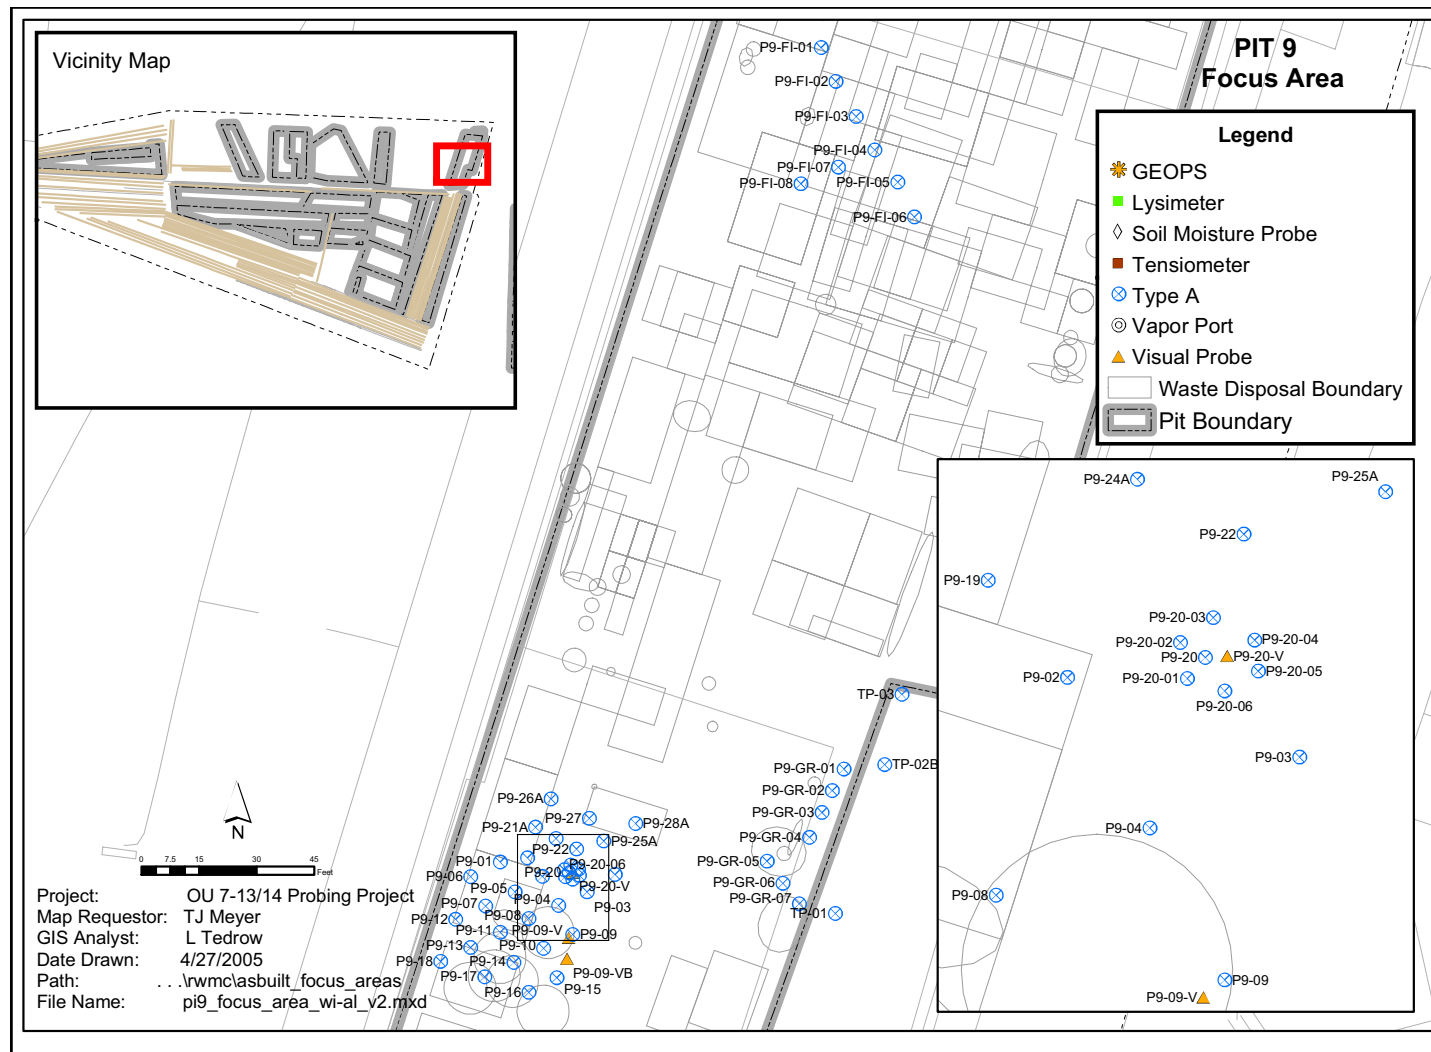 Vicinity Map
PIT 9
Focus Area
Legend
GEOPS
Lysimeter
Soil Moisture Probe
Tensiometer
Type A
Vapor Port
Visual Probe
Waste Disposal Boundary
Pit Boundary
P9-FI-01
P9-FI-02
P9-FI-03
P9-FI-04
P9-FI-07
P9-FI-08
P9-FI-05
P9-FI-06
P9-24A
P9-25A
P9-22
P9-19
P9-20-03
P9-20-02
P9-20-04
P9-20
P9-20-V
P9-20-01
P9-20-05
P9-02
P9-20-06
P9-03
P9-04
P9-08
P9-09
P9-09-V
TP-03
TP-02B
P9-GR-01
P9-GR-02
P9-GR-03
P9-GR-04
P9-GR-05
P9-GR-06
P9-GR-07
TP-01
P9-26A
P9-27
P9-28A
P9-21A
P9-25A
P9-22
P9-01
P9-20-06
P9-06
P9-20
P9-20-V
P9-05
P9-04
P9-03
P9-07
P9-08
P9-12
P9-11
P9-09-V
P9-09
P9-13
P9-10
P9-18
P9-14
P9-17
P9-09-VB
P9-15
P9-16
N
0 7.5 15 30 45
Feet
Project: OU 7-13/14 Probing Project
Map Requestor: TJ Meyer
GIS Analyst: L Tedrow
Date Drawn: 4/27/2005
Path: . . .\rwmc\asbuilt_focus_areas
File Name: pi9_focus_area_wi-al_v2.mxd